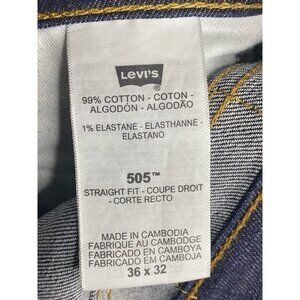 Levi's
®
99% COTTON - COTON -
ALGODÓN - ALGODÃO
1% ELASTANE - ELASTHANNE -
ELASTANO
505™
STRAIGHT FIT - COUPE DROIT
- CORTE RECTO
MADE IN CAMBODIA
FABRIQUE AU CAMBODGE
FABRICADO EN CAMBOYA
FABRICADO EM CAMBOJA
36 x 32